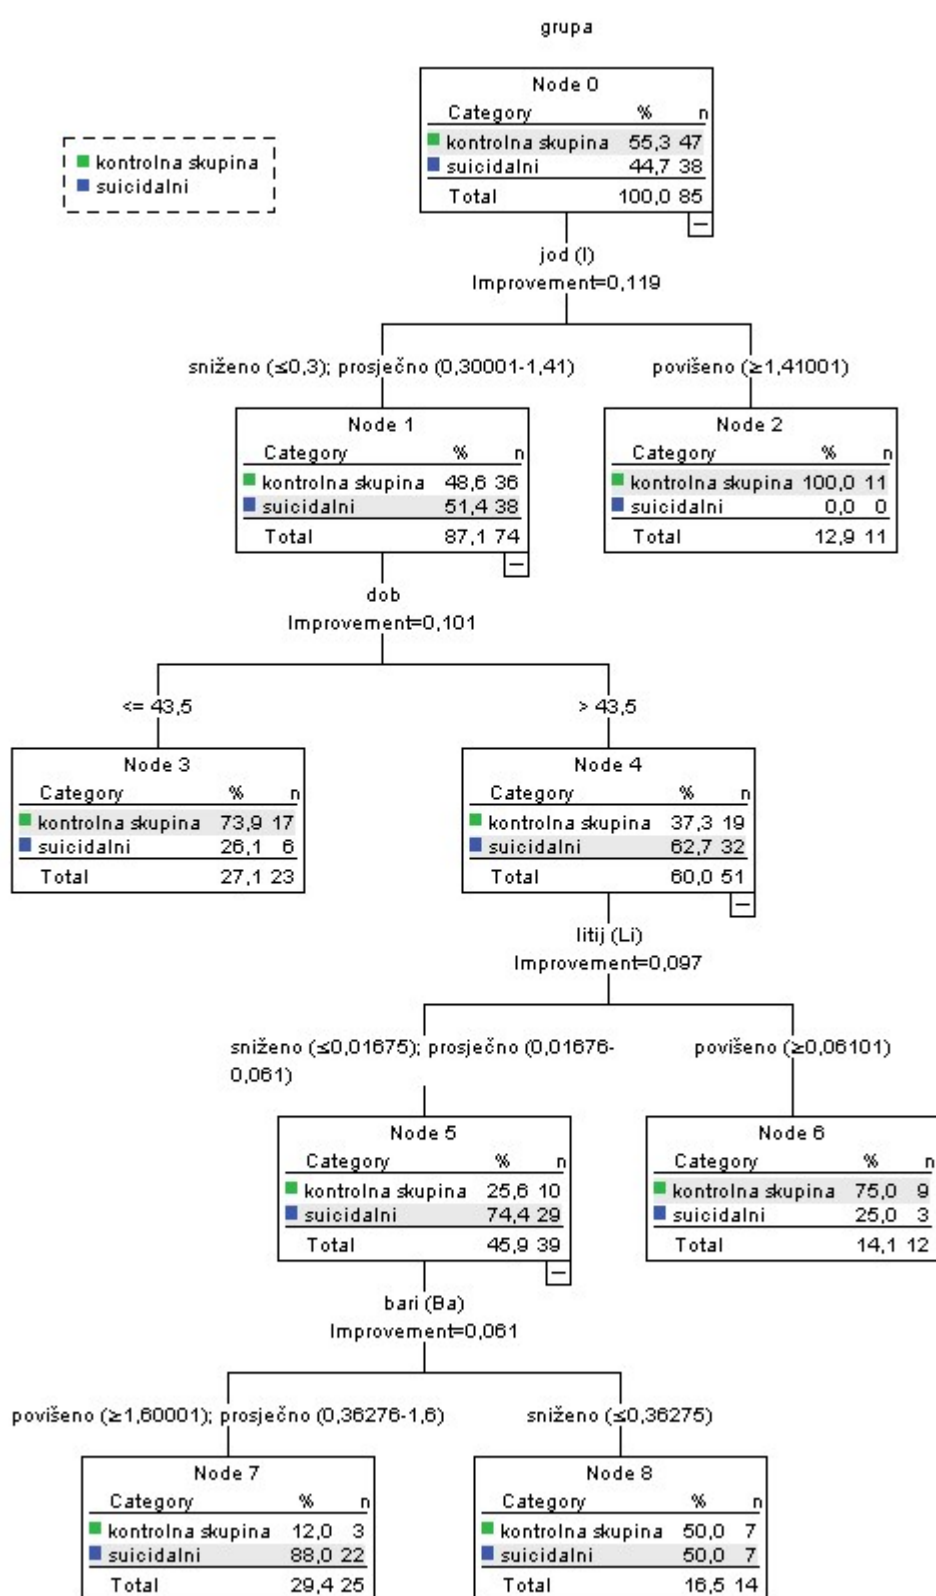 grupa
Node 0
Category % n
kontrolna skupina 55,3 47
suicidalni 44,7 38
Total 100,0 85
kontrolna skupina
suicidalni
jod (I)
Improvement=0,119
sniženo (≤0,3); prosječno (0,30001-1,41)
povišeno (≥1,41001)
Node 1
Category % n
kontrolna skupina 48,6 36
suicidalni 51,4 38
Total 87,1 74
Node 2
Category % n
kontrolna skupina 100,0 11
suicidalni 0,0 0
Total 12,9 11
dob
Improvement=0,101
<= 43,5
> 43,5
Node 3
Category % n
kontrolna skupina 73,9 17
suicidalni 26,1 6
Total 27,1 23
Node 4
Category % n
kontrolna skupina 37,3 19
suicidalni 62,7 32
Total 60,0 51
litij (Li)
Improvement=0,097
sniženo (≤0,01675); prosječno (0,01676-
0,061)
povišeno (≥0,06101)
Node 5
Category % n
kontrolna skupina 25,6 10
suicidalni 74,4 29
Total 45,9 39
Node 6
Category % n
kontrolna skupina 75,0 9
suicidalni 25,0 3
Total 14,1 12
bari (Ba)
Improvement=0,061
povišeno (≥1,60001); prosječno (0,36276-1,6)
sniženo (≤0,36275)
Node 7
Category % n
kontrolna skupina 12,0 3
suicidalni 88,0 22
Total 29,4 25
Node 8
Category % n
kontrolna skupina 50,0 7
suicidalni 50,0 7
Total 16,5 14